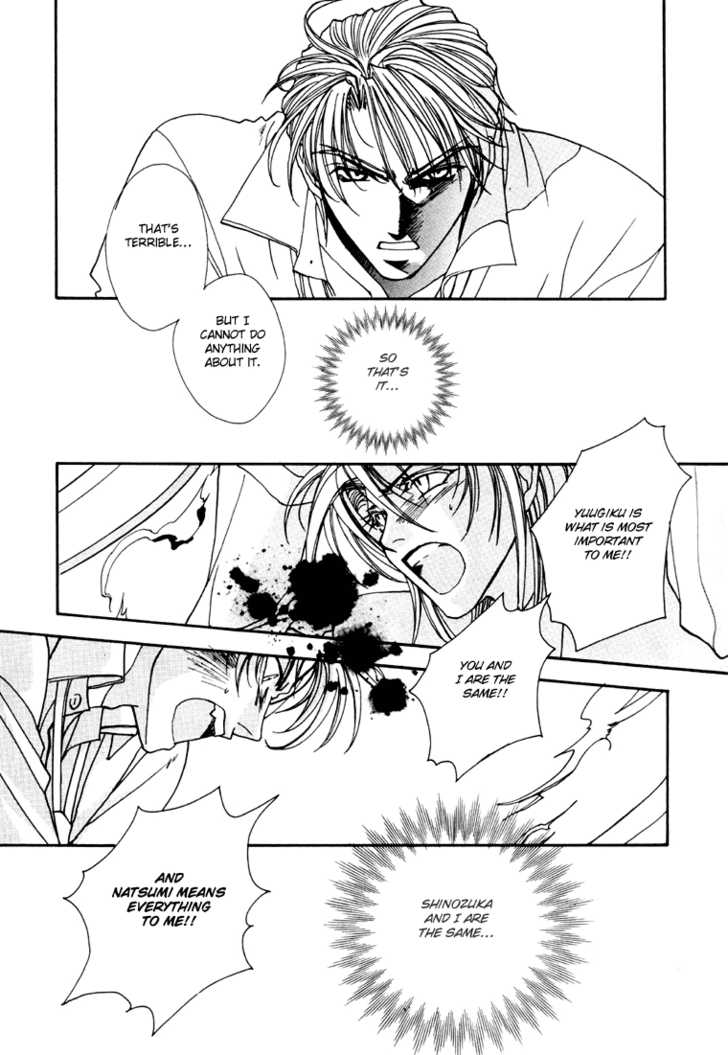 THAT'S
TERRIBLE...
BUT I
CANNOT DO
ANYTHING
ABOUT IT.
SO
THAT'S
IT...
YUUGIKU IS
WHAT IS MOST
IMPORTANT
TO ME!!
YOU AND
I ARE THE
SAME!!
AND
NATSUMI MEANS
EVERYTHING
TO ME!!
SHINOZUKA
AND I ARE
THE SAME...